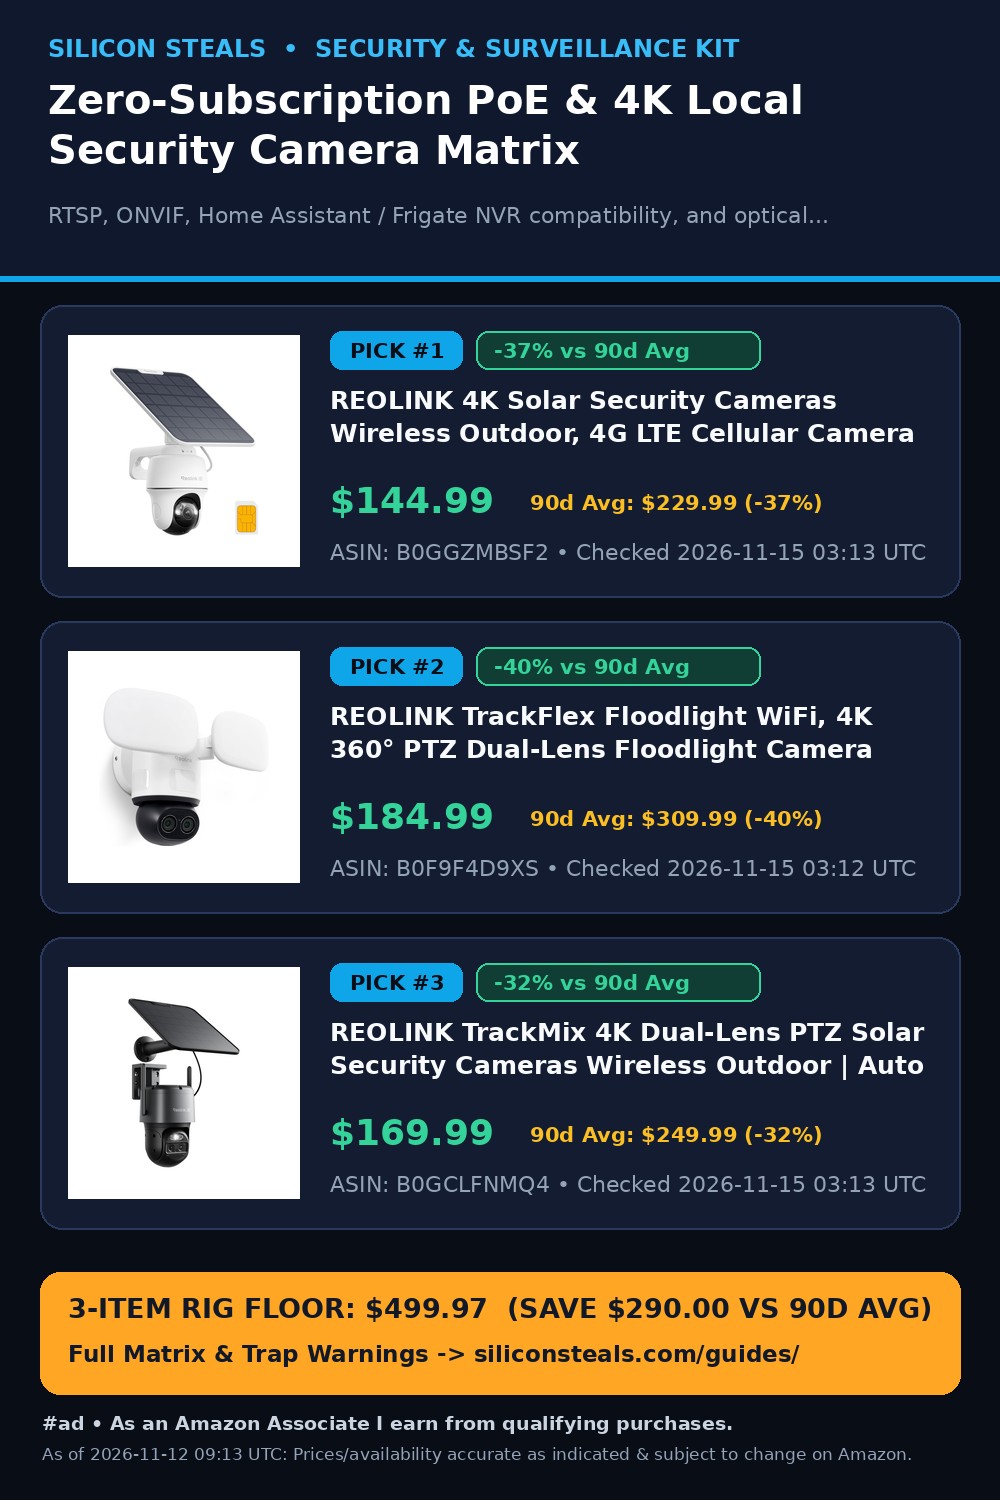 SILICON STEALS • SECURITY & SURVEILLANCE KIT
Zero-Subscription PoE & 4K Local
Security Camera Matrix
RTSP, ONVIF, Home Assistant / Frigate NVR compatibility, and optical...
PICK #1
-37% vs 90d Avg
REOLINK 4K Solar Security Cameras
Wireless Outdoor, 4G LTE Cellular Camera
$144.99
90d Avg: $229.99 (-37%)
ASIN: B0GGZMBSF2 • Checked 2026-11-15 03:13 UTC
PICK #2
-40% vs 90d Avg
REOLINK TrackFlex Floodlight WiFi, 4K
360° PTZ Dual-Lens Floodlight Camera
$184.99
90d Avg: $309.99 (-40%)
ASIN: B0F9F4D9XS • Checked 2026-11-15 03:12 UTC
PICK #3
-32% vs 90d Avg
REOLINK TrackMix 4K Dual-Lens PTZ Solar
Security Cameras Wireless Outdoor | Auto
$169.99
90d Avg: $249.99 (-32%)
ASIN: B0GCLFNMQ4 • Checked 2026-11-15 03:13 UTC
3-ITEM RIG FLOOR: $499.97 (SAVE $290.00 VS 90D AVG)
Full Matrix & Trap Warnings -> siliconsteals.com/guides/
#ad • As an Amazon Associate I earn from qualifying purchases.
As of 2026-11-12 09:13 UTC: Prices/availability accurate as indicated & subject to change on Amazon.